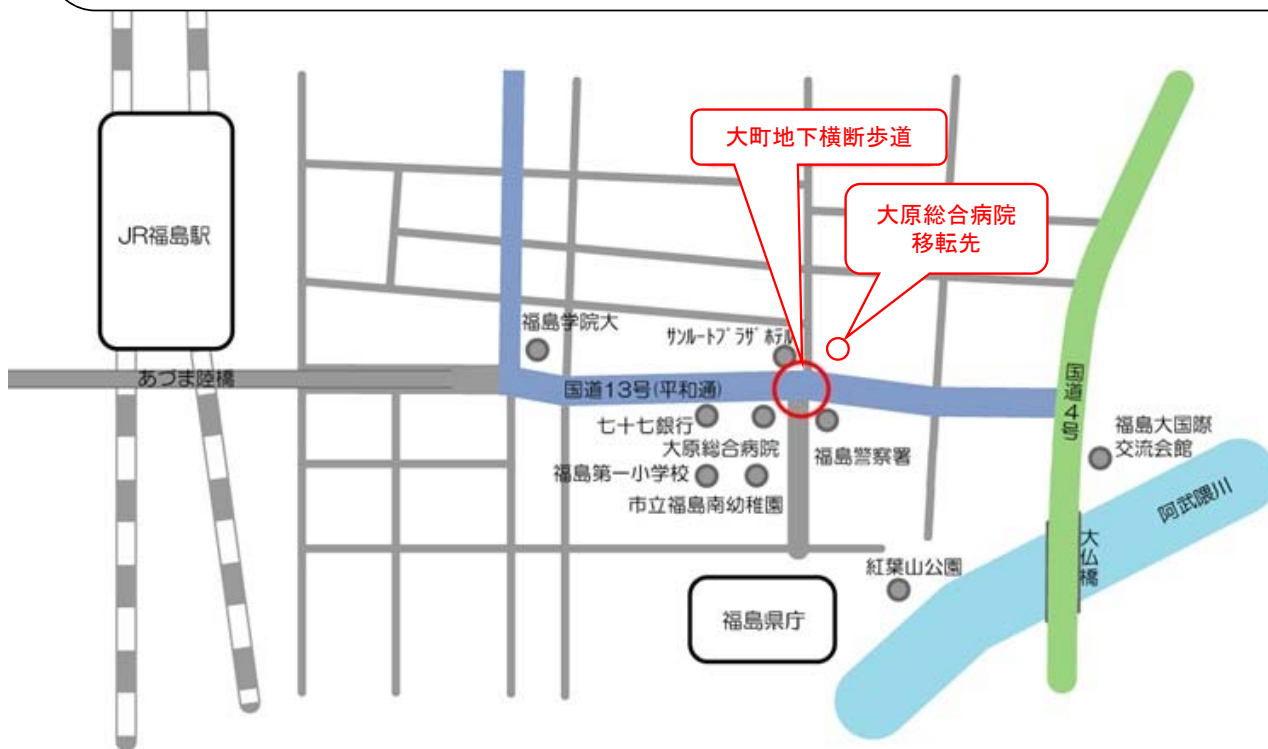 大町地下横断歩道
大原総合病院
移転先
JR福島駅
福島学院大
サンルートプラザホテル
あづま陸橋
国道13号(平和通)
国道4号
七十七銀行
大原総合病院
福島警察署
福島大国際
交流会館
福島第一小学校
市立福島南幼稚園
阿武隈川
大仏橋
紅葉山公園
福島県庁